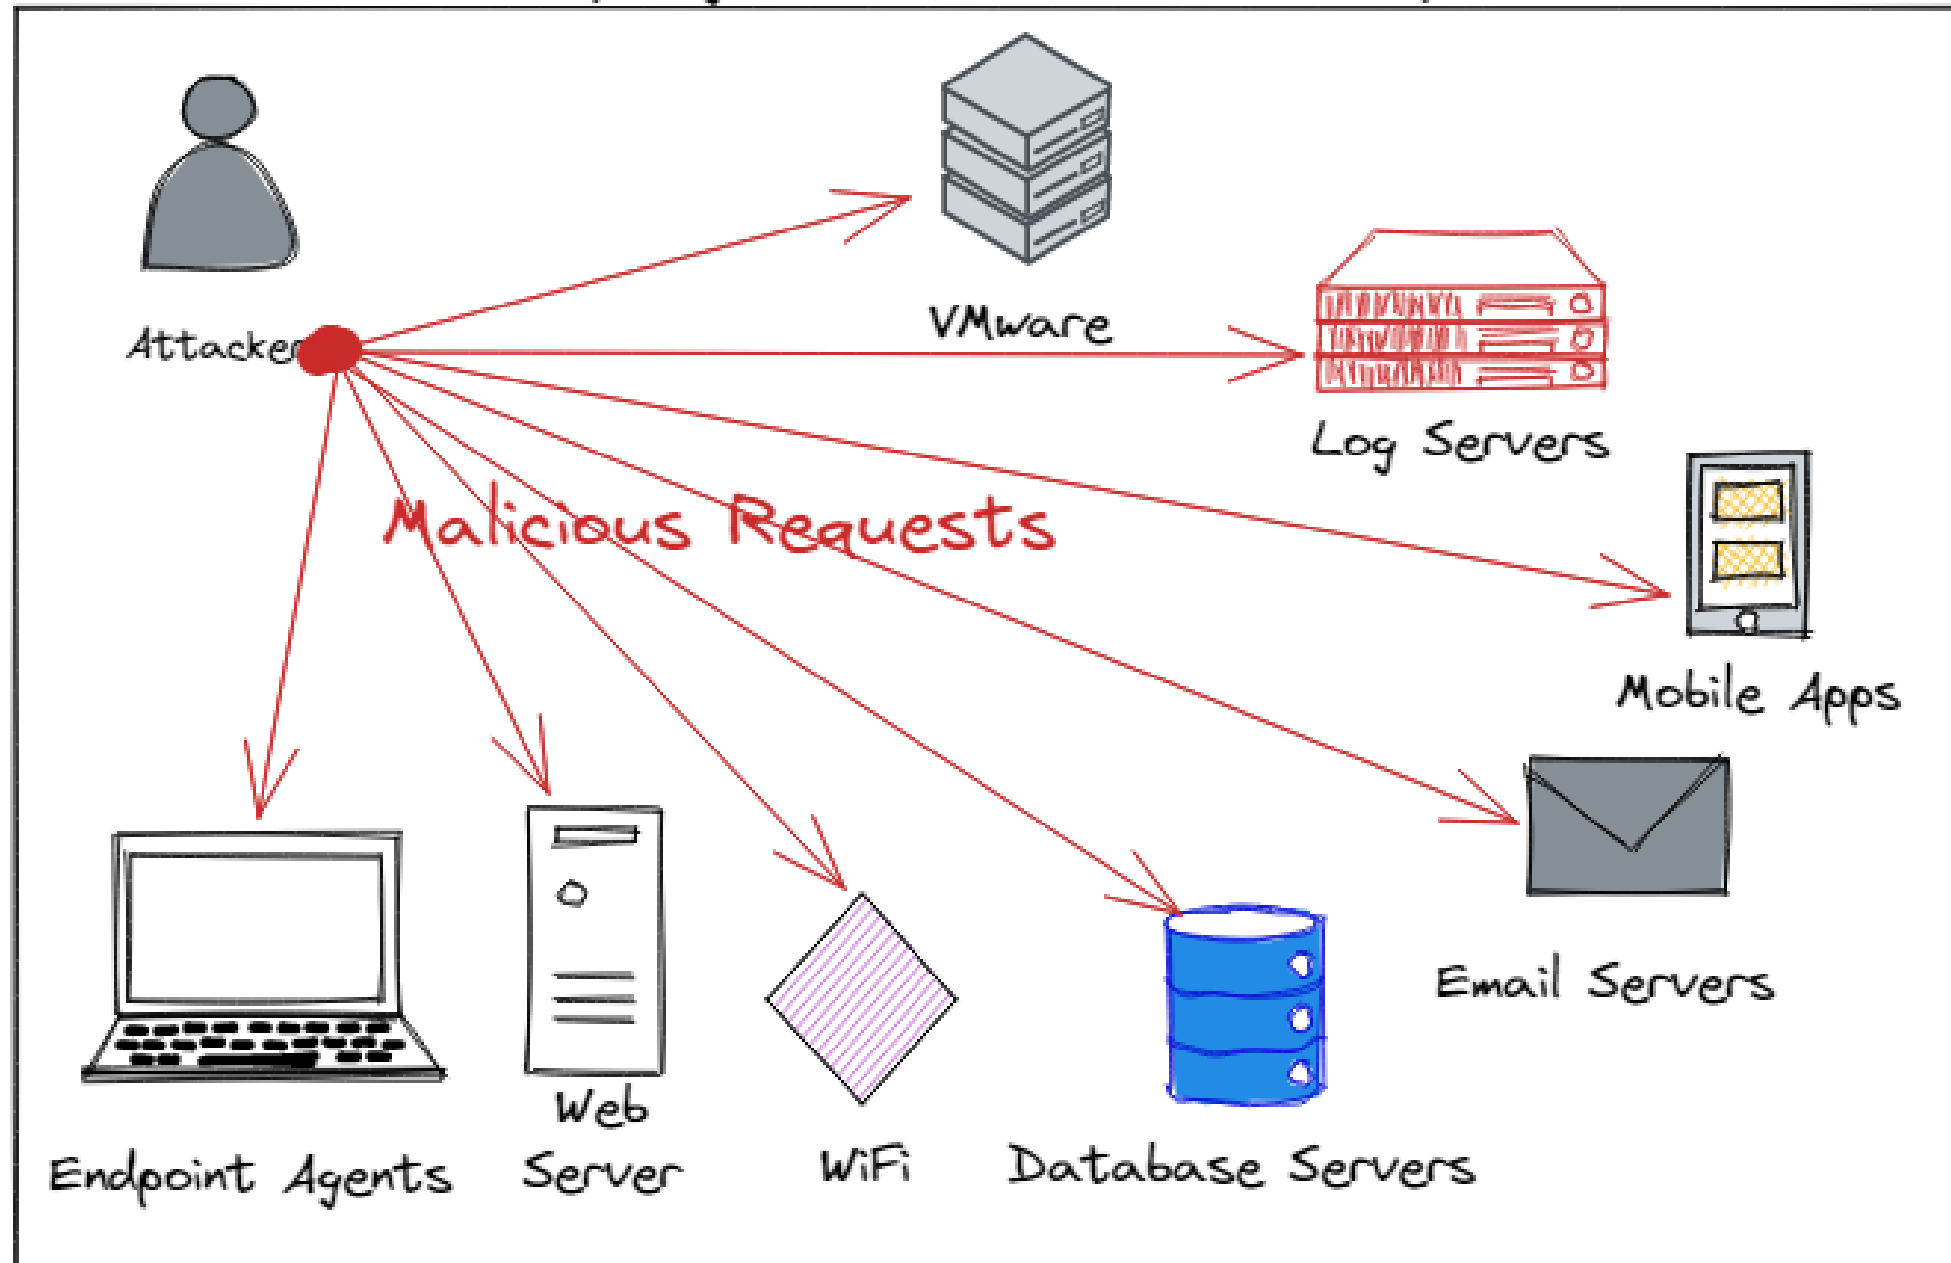 VMware
Attacker
Log Servers
Malicious Requests
Mobile Apps
Email Servers
Web
Server
Endpoint Agents
WiFi
Database Servers